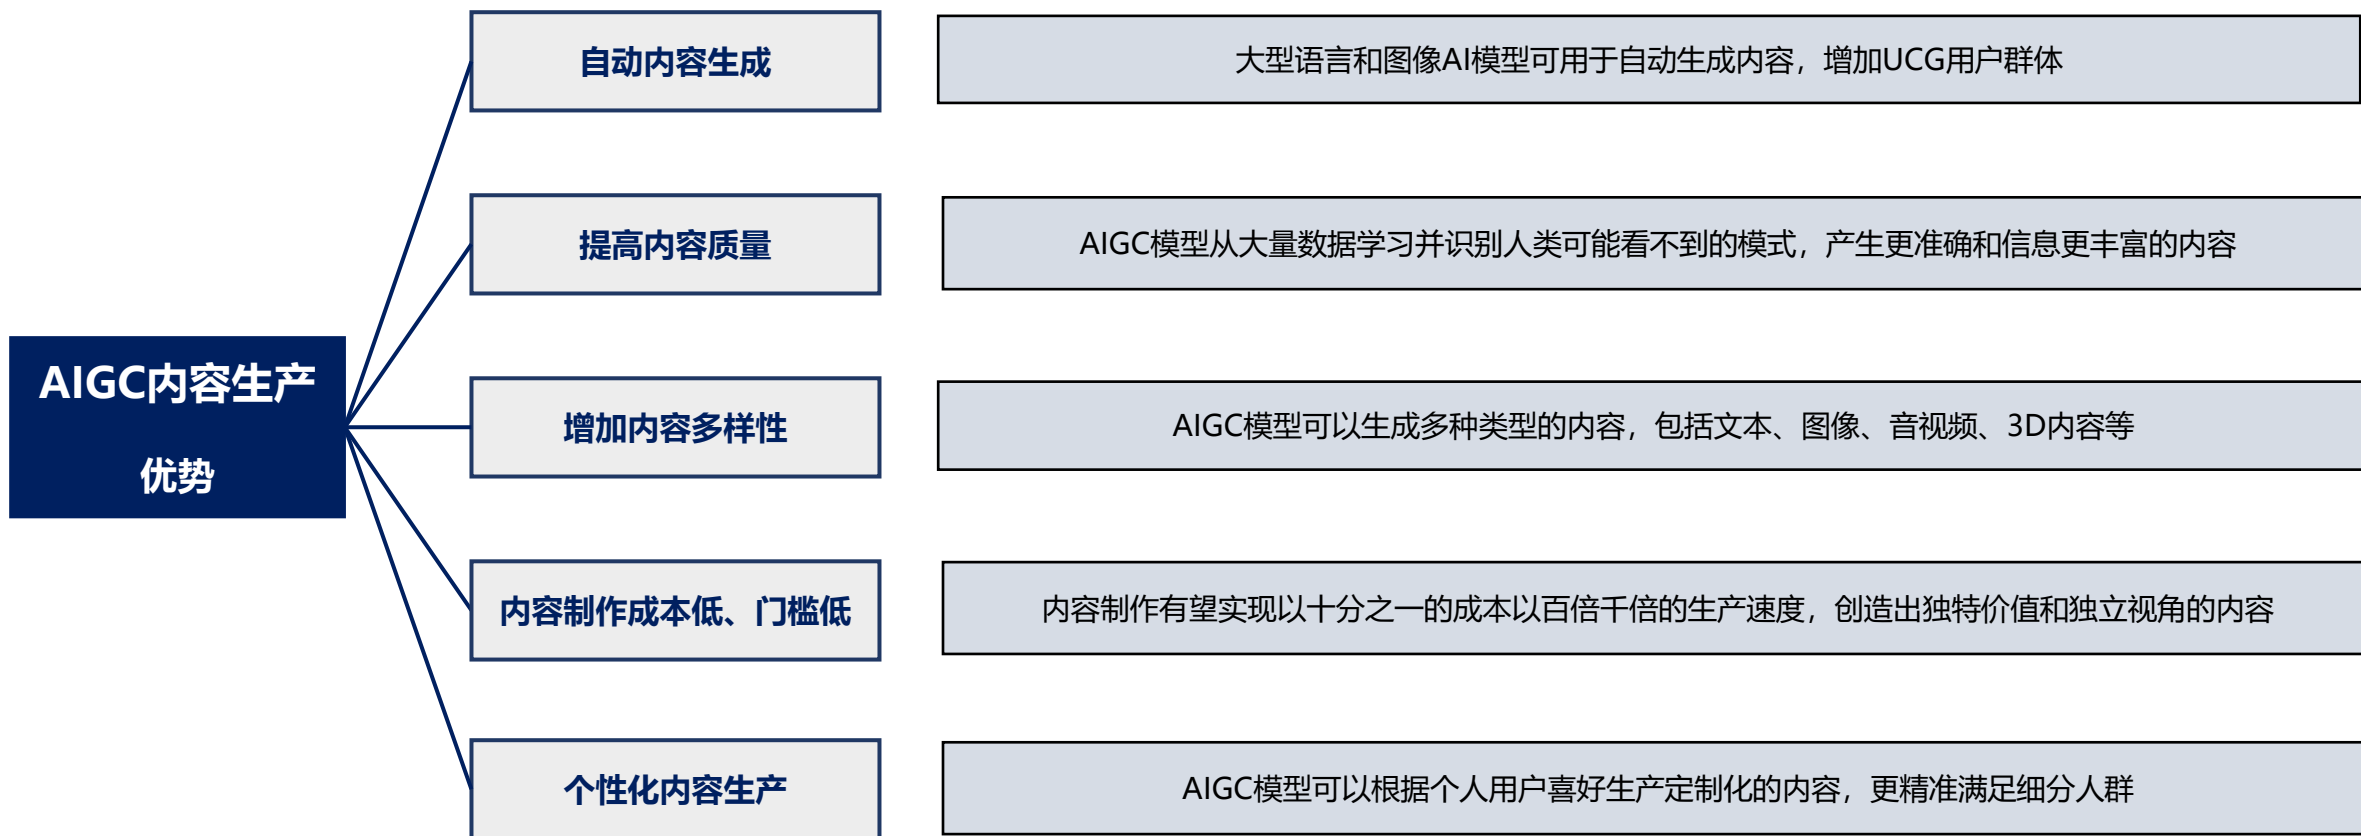 AIGC内容生产
优势
自动内容生成
大型语言和图像AI模型可用于自动生成内容，增加UCG用户群体
提高内容质量
AIGC模型从大量数据学习并识别人类可能看不到的模式，产生更准确和信息更丰富的内容
增加内容多样性
AIGC模型可以生成多种类型的内容，包括文本、图像、音视频、3D内容等
内容制作成本低、门槛低
内容制作有望实现以十分之一的成本以百倍千倍的生产速度，创造出独特价值和独立视角的内容
个性化内容生产
AIGC模型可以根据个人用户喜好生产定制化的内容，更精准满足细分人群